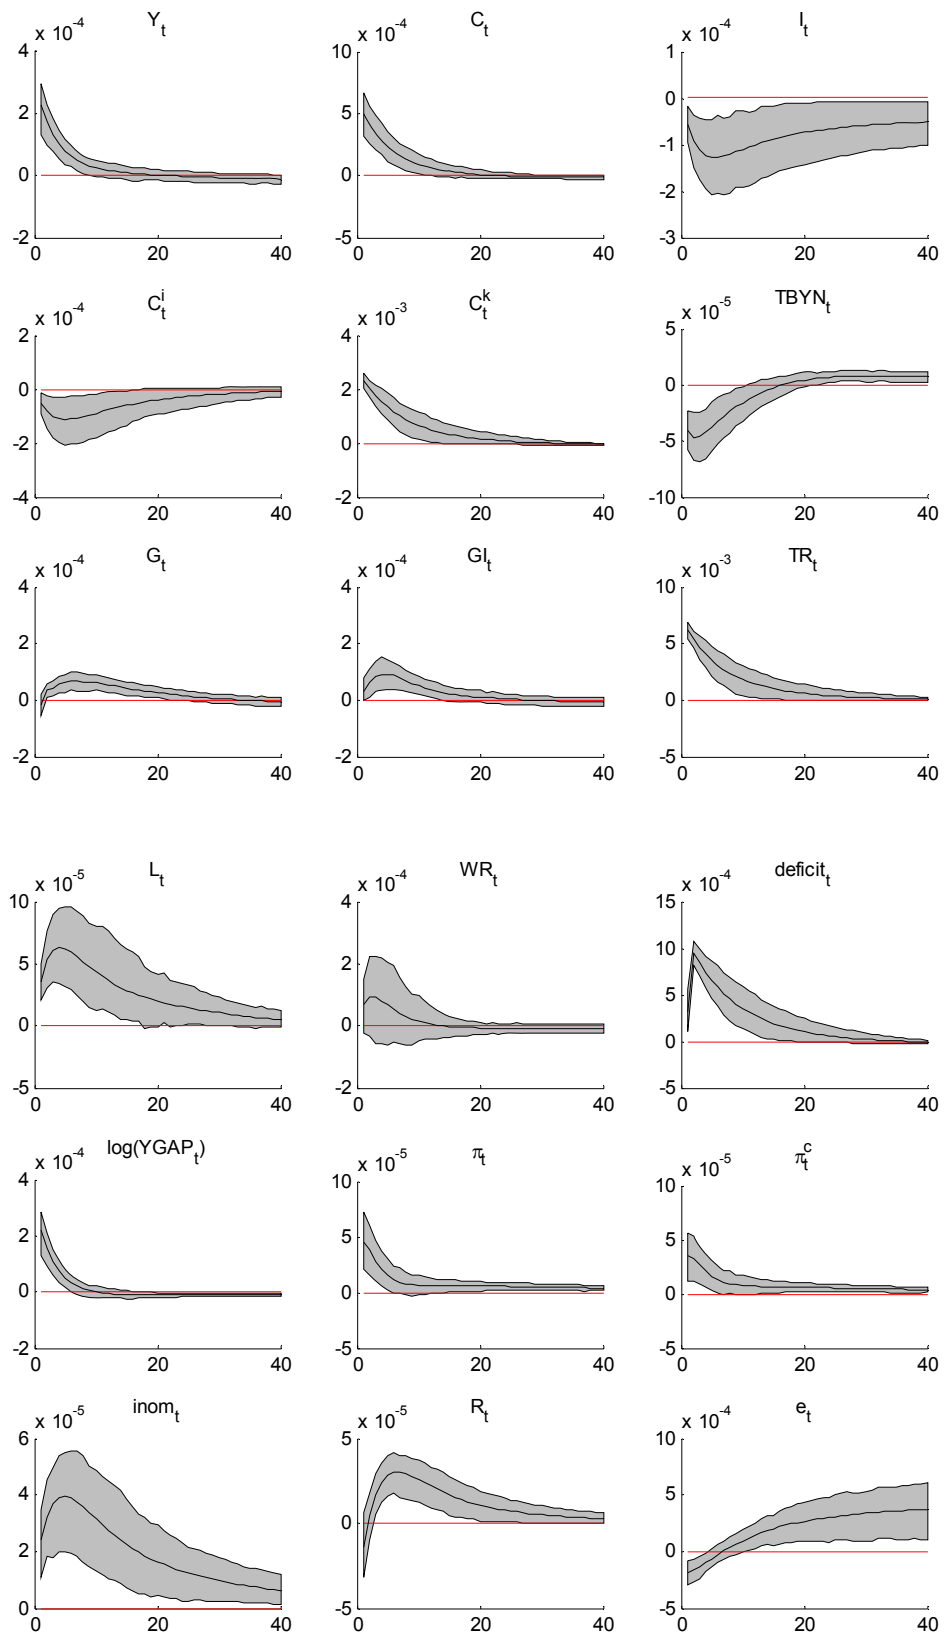 Y_t C_t I_t
x 10^-4 x 10^-4 x 10^-4
4 10 1
2 5 0
0 0 -1
-2 -5 -2
-3
0 20 40 0 20 40 0 20 40
C_t^i C_t^k TBYN_t
x 10^-4 x 10^-3 x 10^-5
2 4 5
0 2 0
-2 0 -5
-4 -2 -10
0 20 40 0 20 40 0 20 40
G_t GI_t TR_t
x 10^-4 x 10^-4 x 10^-3
4 4 10
2 2 5
0 0 0
-2 -2 -5
0 20 40 0 20 40 0 20 40
L_t WR_t deficit_t
x 10^-5 x 10^-4 x 10^-4
10 4 15
5 2 10
0 0 5
-5 -2 0
-5
0 20 40 0 20 40 0 20 40
log(YGAP_t) π_t π_t^c
x 10^-4 x 10^-5 x 10^-5
4 10 10
2 5 5
0 0 0
-2 -5 -5
0 20 40 0 20 40 0 20 40
inom_t R_t e_t
x 10^-5 x 10^-5 x 10^-4
6 5 10
4 0 5
2 -5 0
0 -5
0 20 40 0 20 40 0 20 40